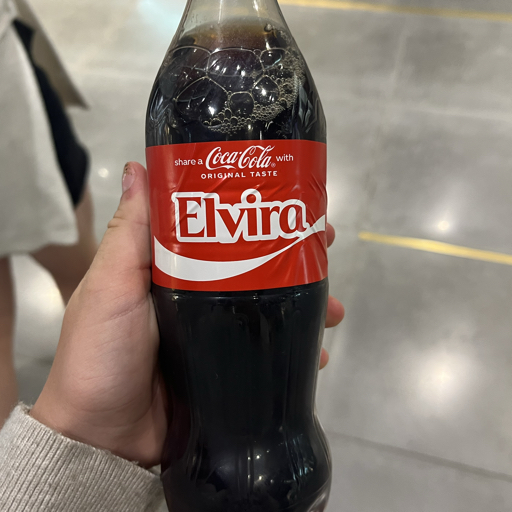 share a Coca-Cola® with
ORIGINAL TASTE
Elvira